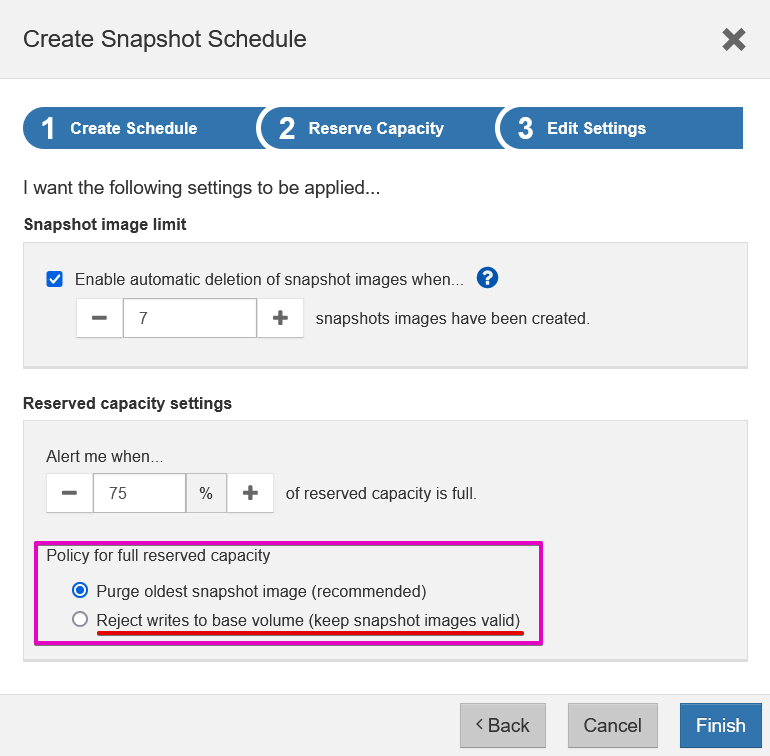 Create Snapshot Schedule
1 Create Schedule 2 Reserve Capacity 3 Edit Settings
I want the following settings to be applied...
Snapshot image limit
Enable automatic deletion of snapshot images when... ?
7 snapshots images have been created.
Reserved capacity settings
Alert me when...
75 % of reserved capacity is full.
Policy for full reserved capacity
Purge oldest snapshot image (recommended)
Reject writes to base volume (keep snapshot images valid)
< Back Cancel Finish